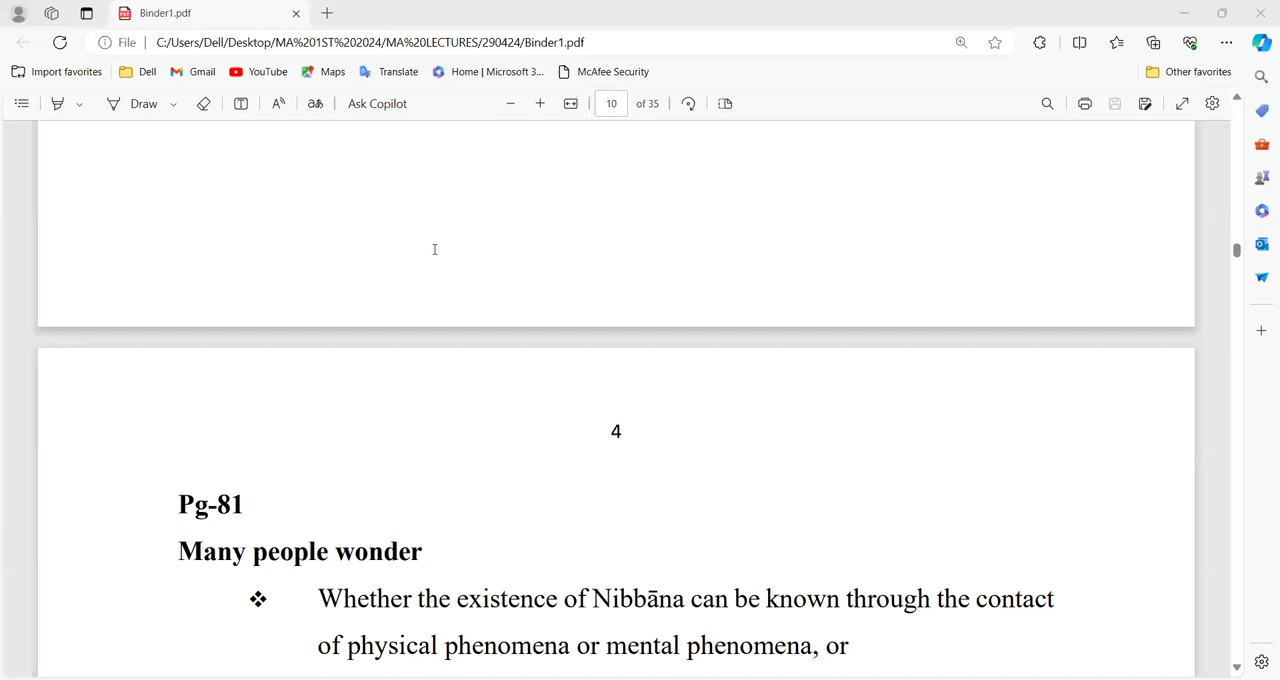 Binder1.pdf
File C:/Users/Dell/Desktop/MA%201ST%202024/MA%20LECTURES/290424/Binder1.pdf
Import favorites Dell Gmail YouTube Maps Translate Home | Microsoft 3... McAfee Security Other favorites
Draw Ask Copilot 10 of 35
4
Pg-81
Many people wonder
❖ Whether the existence of Nibbāna can be known through the contact
of physical phenomena or mental phenomena, or